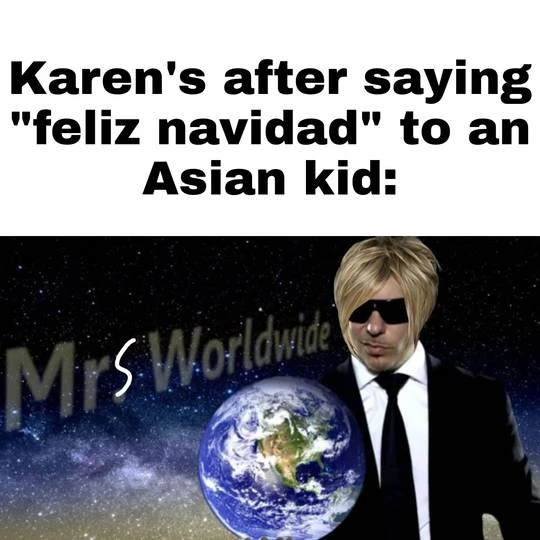 Karen's after saying
"feliz navidad" to an
Asian kid:
Mrs Worldwide